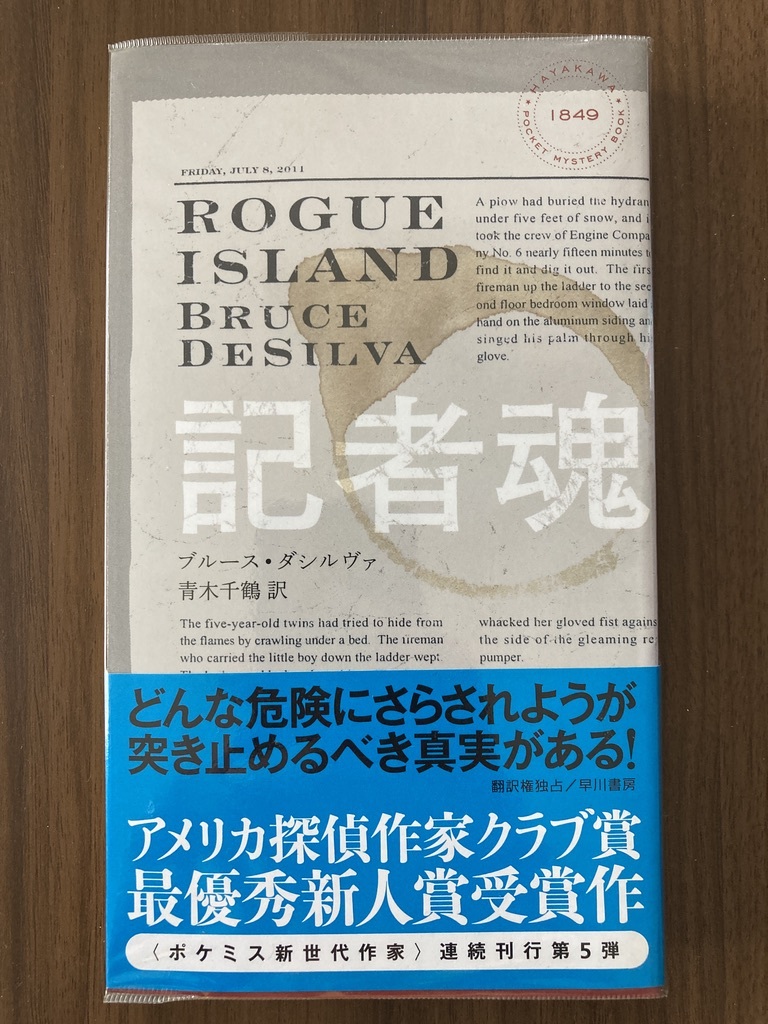 HAYAKAWA
1849
POCKET MYSTERY BOOK
FRIDAY, JULY 8, 2011
ROGUE
ISLAND
BRUCE
DESILVA
A plow had buried the hydran
under five feet of snow, and i
took the crew of Engine Compa
ny No. 6 nearly fifteen minutes t
find it and dig it out. The firs
fireman up the ladder to the sec
ond floor bedroom window laid
hand on the aluminum siding an
singed his palm through hi
glove.
記者魂
ブルース・ダシルヴァ
青木千鶴 訳
The five-year-old twins had tried to hide from
the flames by crawling under a bed. The fireman
who carried the little boy down the ladder wept.
whacked her gloved fist agains
the side of the gleaming re
pumper.
どんな危険にさらされようが
突き止めるべき真実がある!
翻訳権独占/早川書房
アメリカ探偵作家クラブ賞
最優秀新人賞受賞作
〈ポケミス新世代作家〉連続刊行第5弾